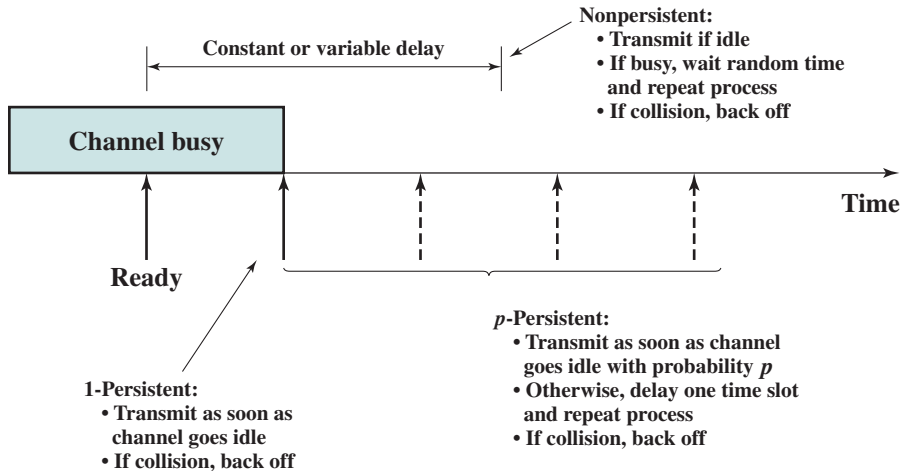 Nonpersistent:
• Transmit if idle
• If busy, wait random time
and repeat process
• If collision, back off
Constant or variable delay
Channel busy
Time
Ready
p-Persistent:
• Transmit as soon as channel
goes idle with probability p
• Otherwise, delay one time slot
and repeat process
• If collision, back off
1-Persistent:
• Transmit as soon as
channel goes idle
• If collision, back off